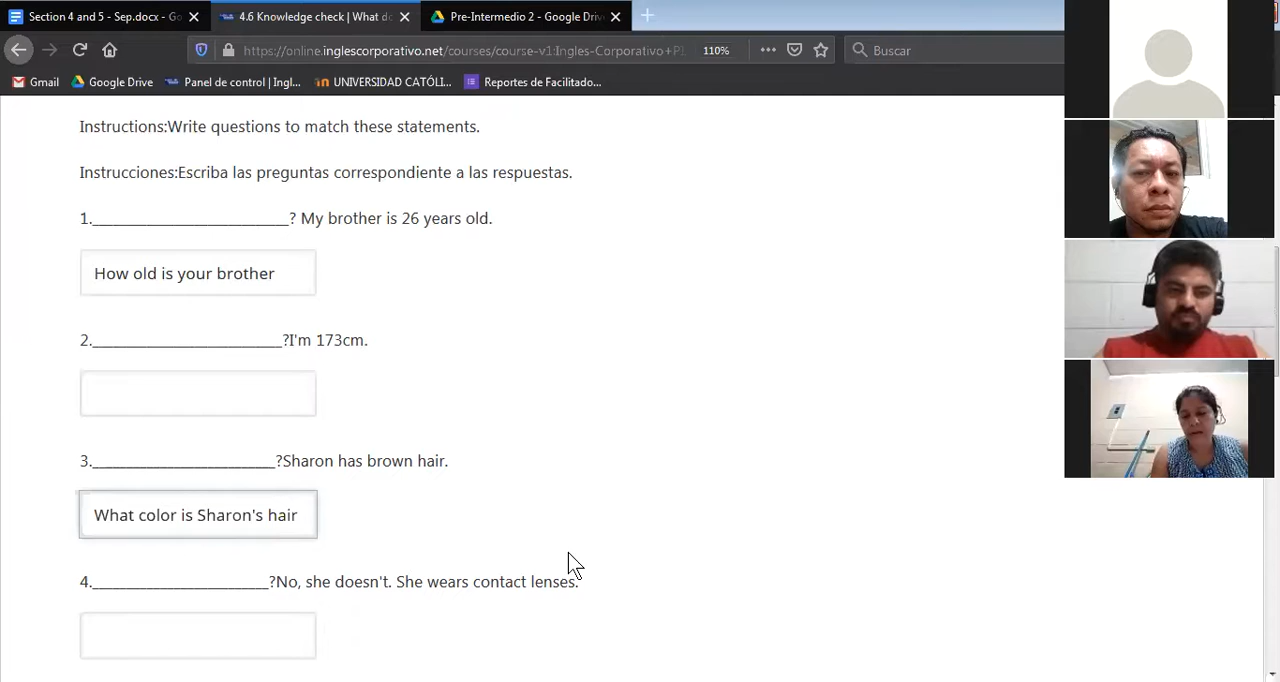 Section 4 and 5 - Sep.docx - Go
4.6 Knowledge check | What do
Pre-Intermedio 2 - Google Driv
https://online.inglescorporativo.net/courses/course-v1:Ingles-Corporativo+P
110%
Buscar
Gmail
Google Drive
Panel de control | Ingl...
UNIVERSIDAD CATÓLI...
Reportes de Facilitado...
Instructions:Write questions to match these statements.
Instrucciones:Escriba las preguntas correspondiente a las respuestas.
1.________________________? My brother is 26 years old.
How old is your brother
2.________________________?I'm 173cm.
3.________________________?Sharon has brown hair.
What color is Sharon's hair
4.________________________?No, she doesn't. She wears contact lenses.